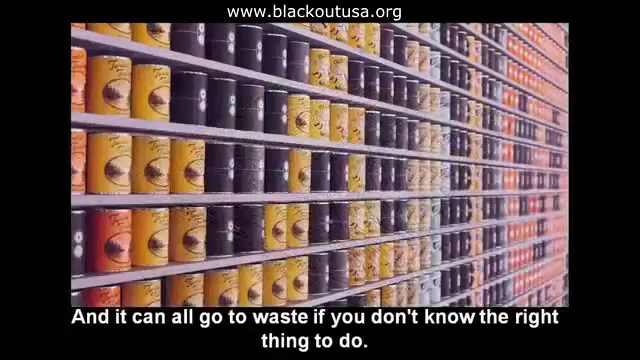 www.blackoutusa.org
And it can all go to waste if you don't know the right
thing to do.